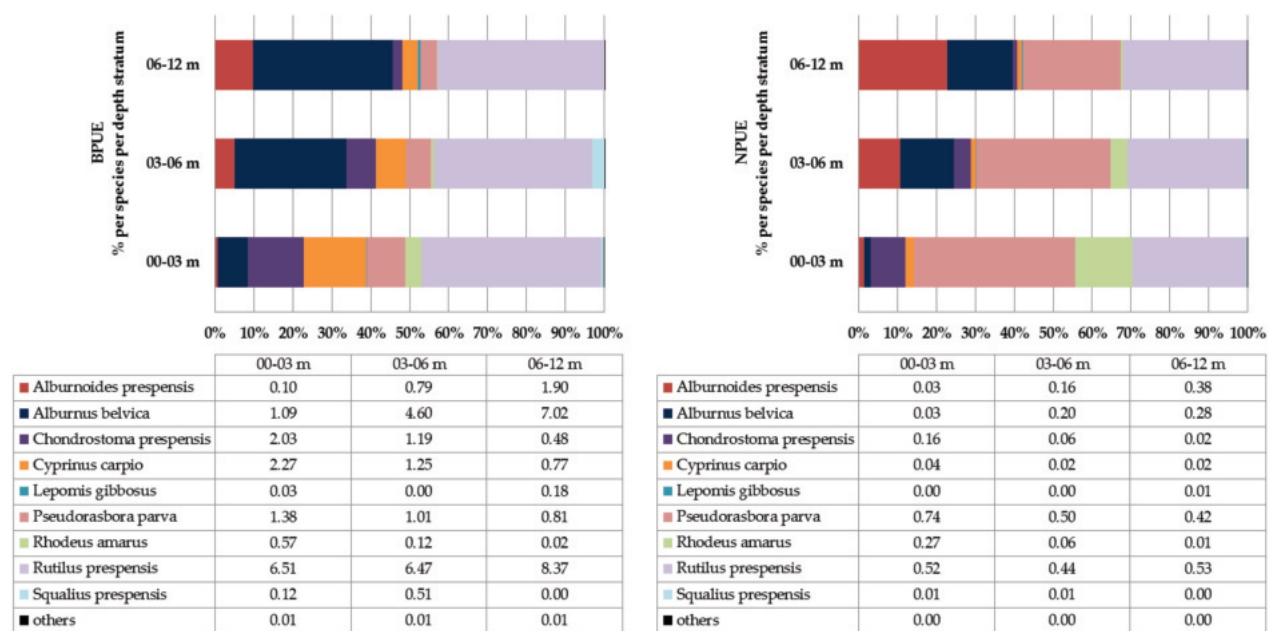 BPUE
% per species per depth stratum
06-12 m
03-06 m
00-03 m
0% 10% 20% 30% 40% 50% 60% 70% 80% 90% 100%
00-03 m 03-06 m 06-12 m
Alburnoides prespensis 0.10 0.79 1.90
Alburnus belvica 1.09 4.60 7.02
Chondrostoma prespensis 2.03 1.19 0.48
Cyprinus carpio 2.27 1.25 0.77
Lepomis gibbosus 0.03 0.00 0.18
Pseudorasbora parva 1.38 1.01 0.81
Rhodeus amarus 0.57 0.12 0.02
Rutilus prespensis 6.51 6.47 8.37
Squalius prespensis 0.12 0.51 0.00
others 0.01 0.01 0.01
NPUE
% per species per depth stratum
06-12 m
03-06 m
00-03 m
0% 10% 20% 30% 40% 50% 60% 70% 80% 90% 100%
00-03 m 03-06 m 06-12 m
Alburnoides prespensis 0.03 0.16 0.38
Alburnus belvica 0.03 0.20 0.28
Chondrostoma prespensis 0.16 0.06 0.02
Cyprinus carpio 0.04 0.02 0.02
Lepomis gibbosus 0.00 0.00 0.01
Pseudorasbora parva 0.74 0.50 0.42
Rhodeus amarus 0.27 0.06 0.01
Rutilus prespensis 0.52 0.44 0.53
Squalius prespensis 0.01 0.01 0.00
others 0.00 0.00 0.00